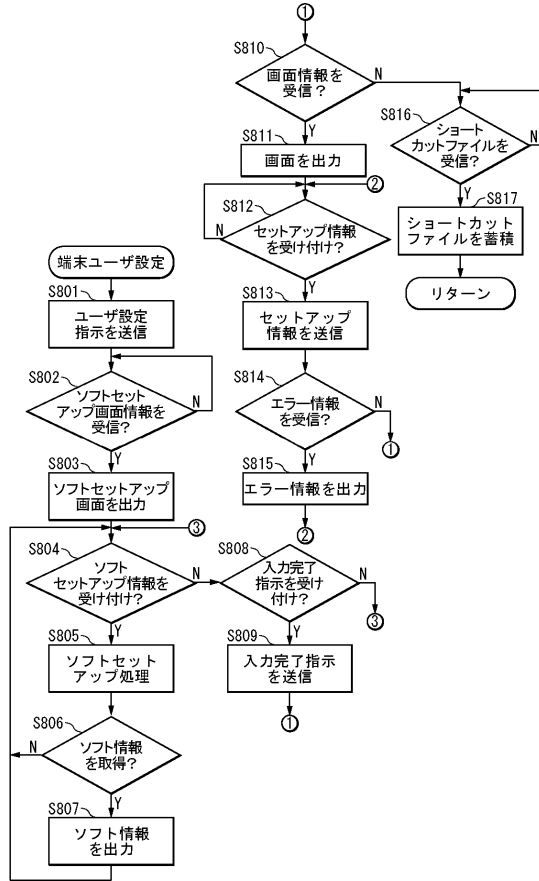 端末ユーザ設定
S801
ユーザ設定
指示を送信
S802
ソフトセット
アップ画面情報を
受信?
N
Y
S803
ソフトセットアップ
画面を出力
③
S804
ソフト
セットアップ情報を
受け付け?
N
Y
S805
ソフトセット
アップ処理
S806
ソフト情報
を取得?
N
Y
S807
ソフト情報
を出力
S808
入力完了
指示を受け
付け?
N
③
Y
S809
入力完了指示
を送信
①
①
S810
画面情報を
受信?
N
Y
S811
画面を出力
②
S812
セットアップ情報
を受け付け?
N
Y
S813
セットアップ
情報を送信
S814
エラー情報
を受信?
N
①
Y
S815
エラー情報を出力
②
S816
ショート
カットファイルを
受信?
N
Y
S817
ショートカット
ファイルを蓄積
リターン